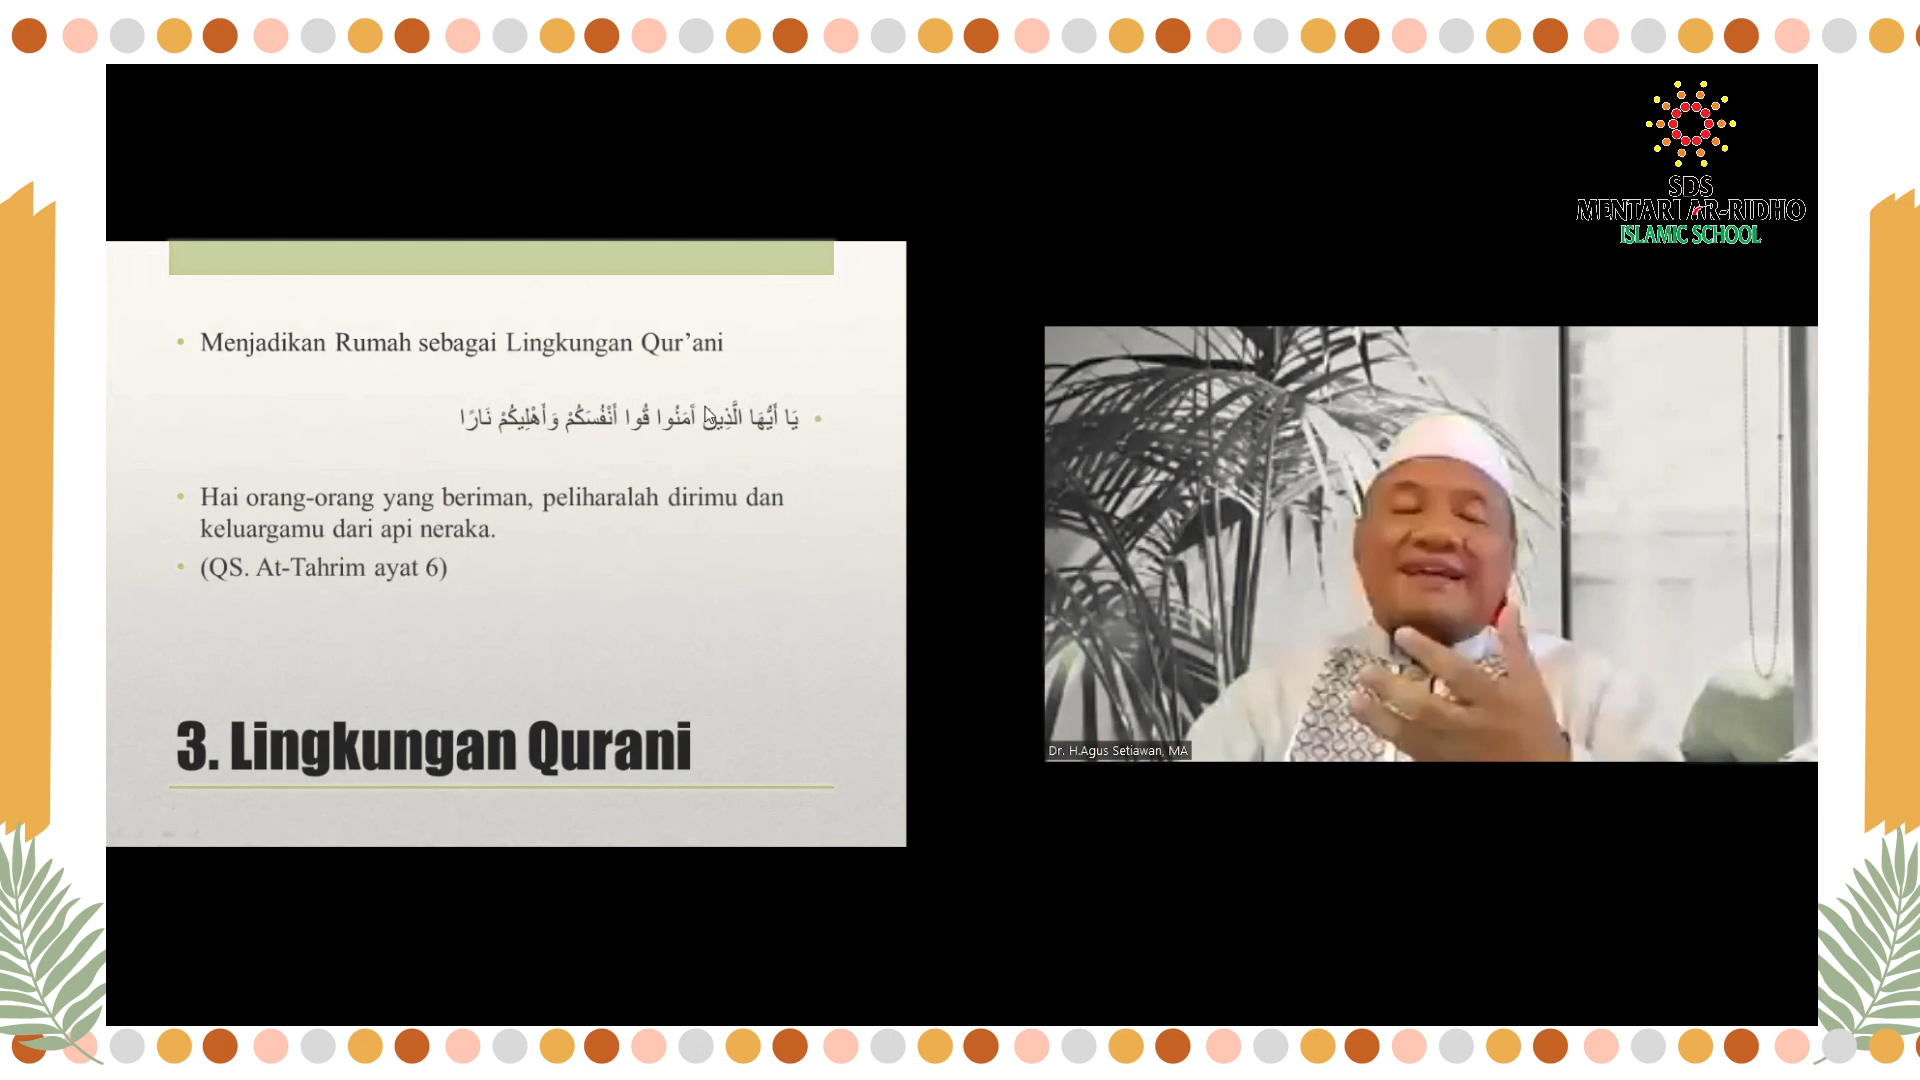 SDS
MENTARI AR-RIDHO
ISLAMIC SCHOOL
• Menjadikan Rumah sebagai Lingkungan Qur’ani
• يَا أَيُّهَا الَّذِينَ آمَنُوا قُوا أَنْفُسَكُمْ وَأَهْلِيكُمْ نَارًا
• Hai orang-orang yang beriman, peliharalah dirimu dan
keluargamu dari api neraka.
• (QS. At-Tahrim ayat 6)
3. Lingkungan Qurani
Dr. H.Agus Setiawan, MA